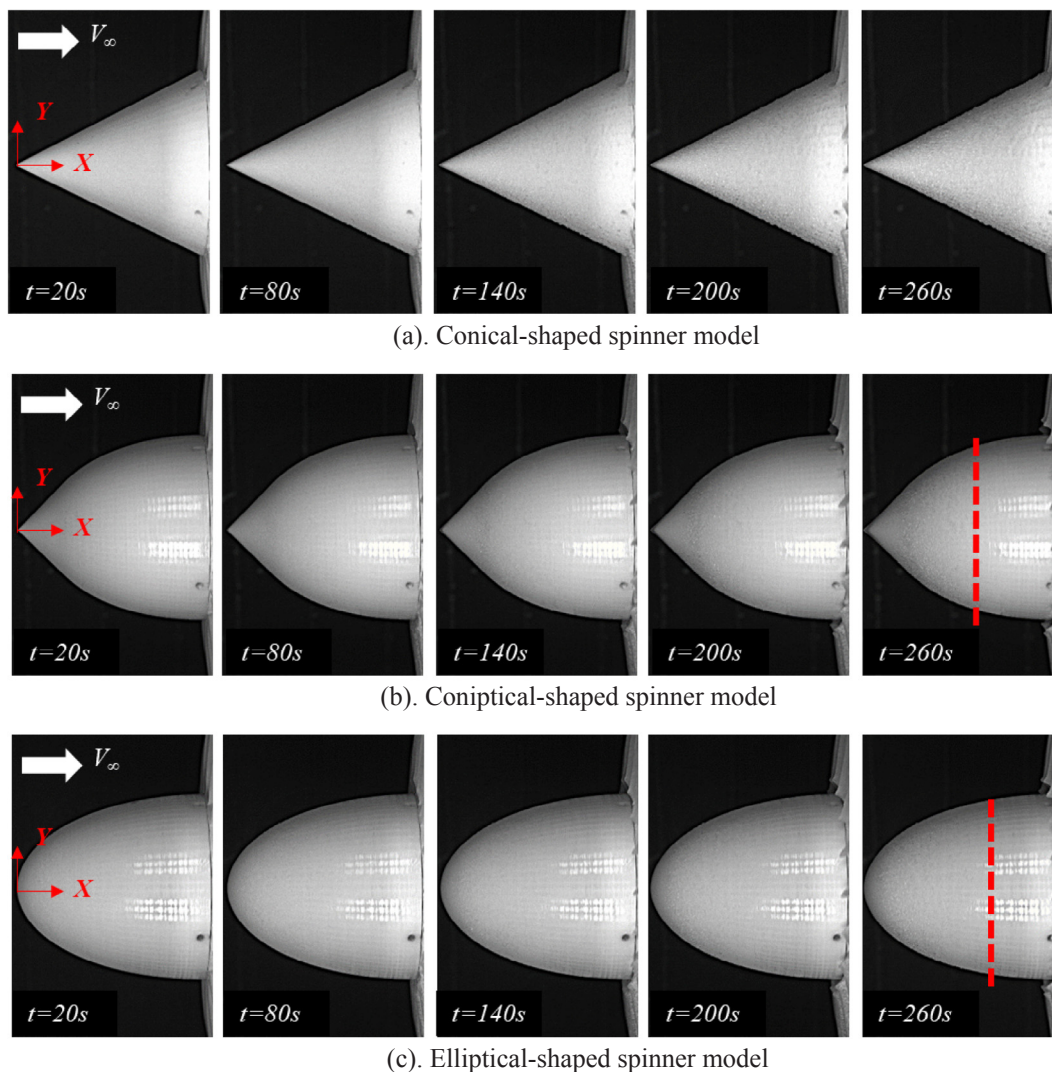 V∞
Y
X
t=20s t=80s t=140s t=200s t=260s
(a). Conical-shaped spinner model
V∞
Y
X
t=20s t=80s t=140s t=200s t=260s
(b). Coniptical-shaped spinner model
V∞
Y
X
t=20s t=80s t=140s t=200s t=260s
(c). Elliptical-shaped spinner model